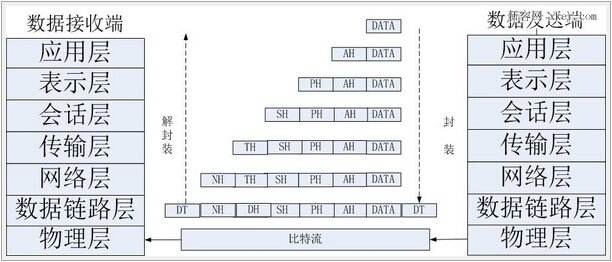 数据接收端
应用层
表示层
会话层
传输层
网络层
数据链路层
物理层
解封装
DATA
AH DATA
PH AH DATA
SH PH AH DATA
TH SH PH AH DATA
NH TH SH PH AH DATA
DT NH DH SH PH AH DATA DT
比特流
封装
数据发送端
应用层
表示层
会话层
传输层
网络层
数据链路层
物理层